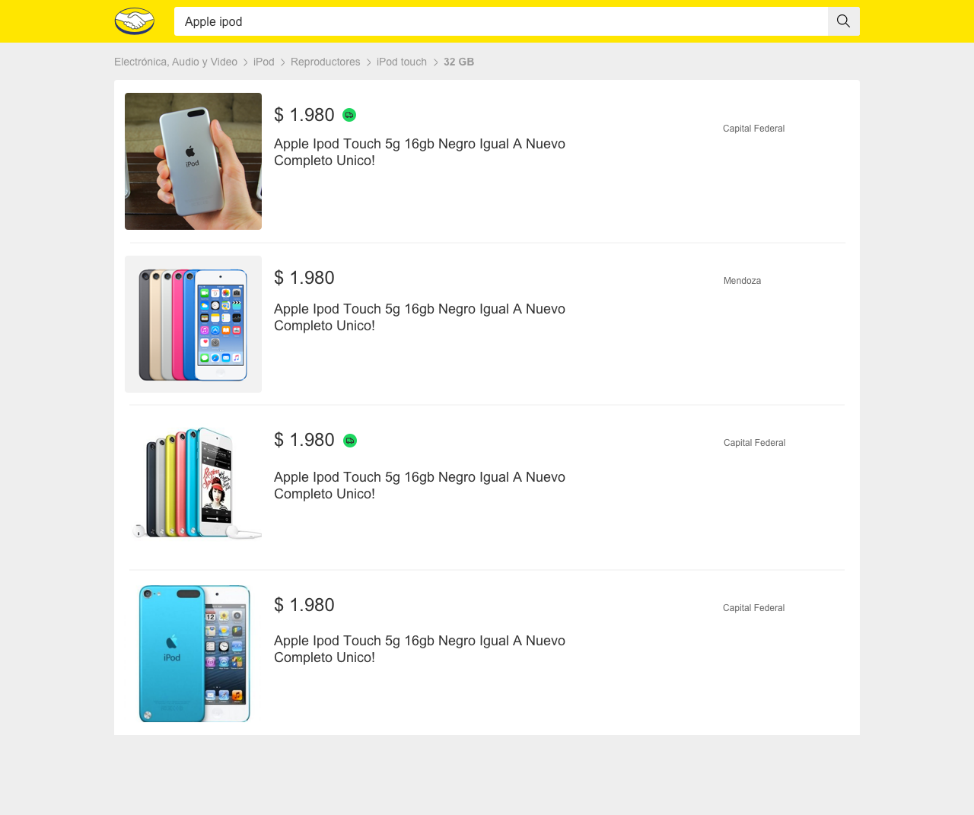 Apple ipod
Electrónica, Audio y Video > iPod > Reproductores > iPod touch > 32 GB
$ 1.980
Capital Federal
Apple Ipod Touch 5g 16gb Negro Igual A Nuevo
Completo Unico!
iPod
$ 1.980
Mendoza
Apple Ipod Touch 5g 16gb Negro Igual A Nuevo
Completo Unico!
$ 1.980
Capital Federal
Apple Ipod Touch 5g 16gb Negro Igual A Nuevo
Completo Unico!
$ 1.980
Capital Federal
Apple Ipod Touch 5g 16gb Negro Igual A Nuevo
Completo Unico!
iPod